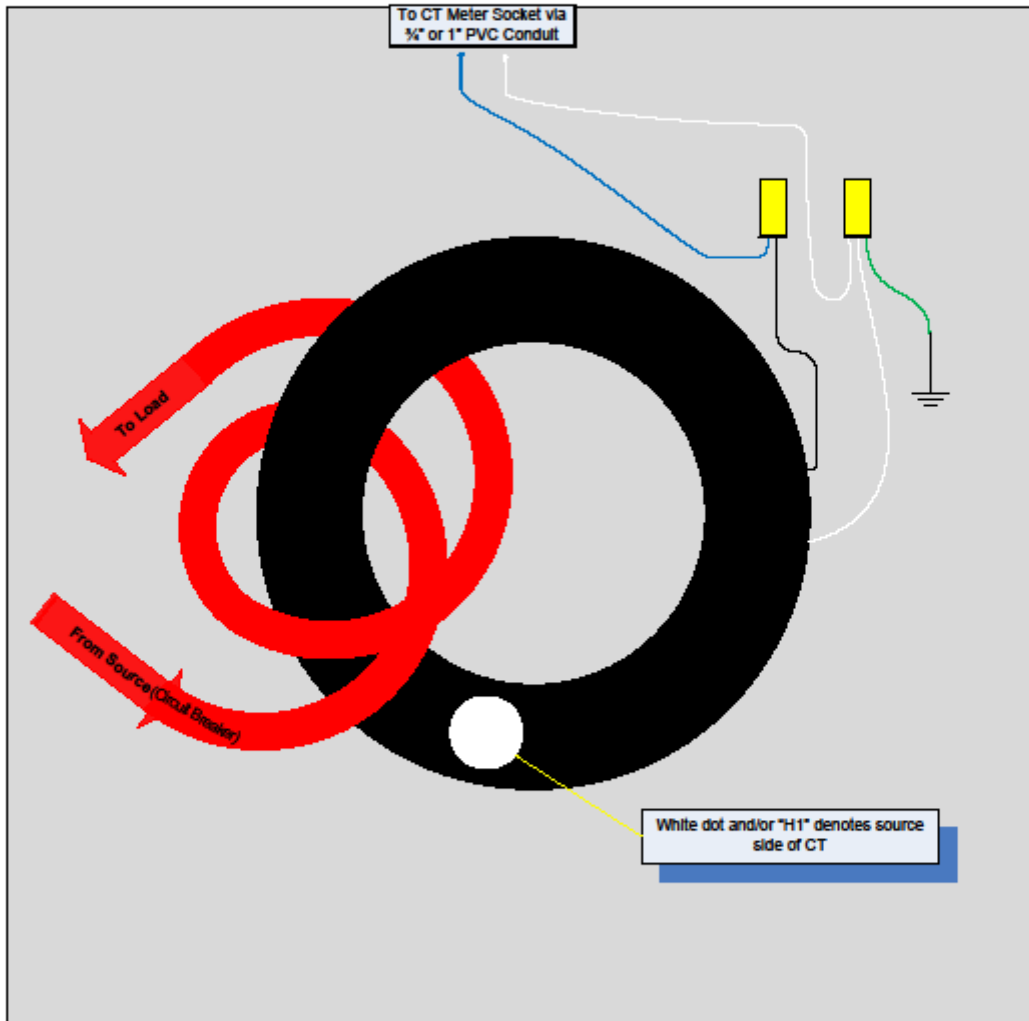 To CT Meter Socket via
¾" or 1" PVC Conduit
To Load
From Source (Circuit Breaker)
White dot and/or "H1" denotes source
side of CT